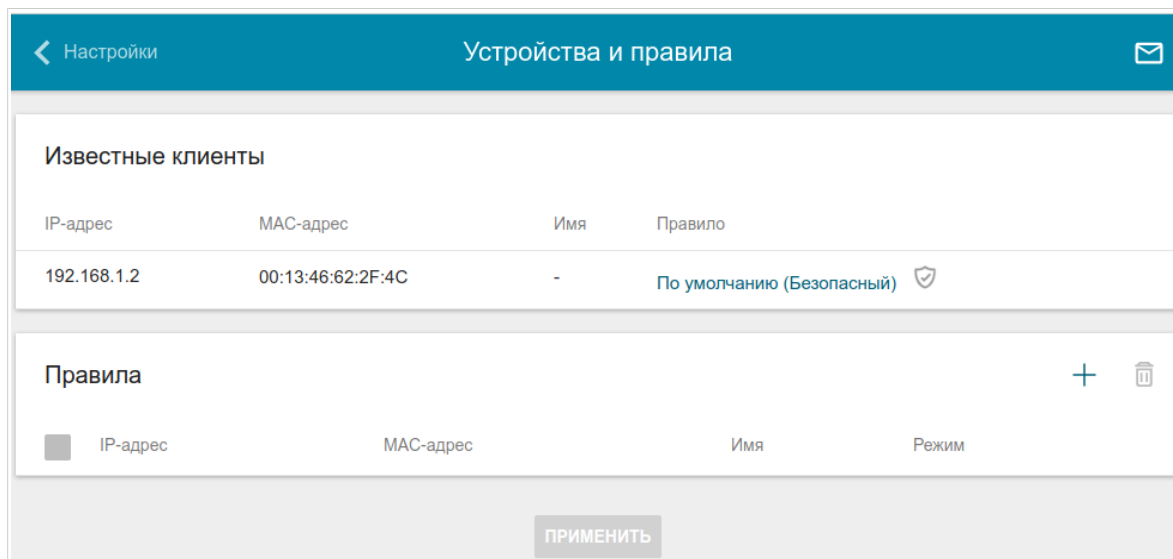 Настройки Устройства и правила
Известные клиенты
IP-адрес MAC-адрес Имя Правило
192.168.1.2 00:13:46:62:2F:4C - По умолчанию (Безопасный)
Правила
IP-адрес MAC-адрес Имя Режим
ПРИМЕНИТЬ